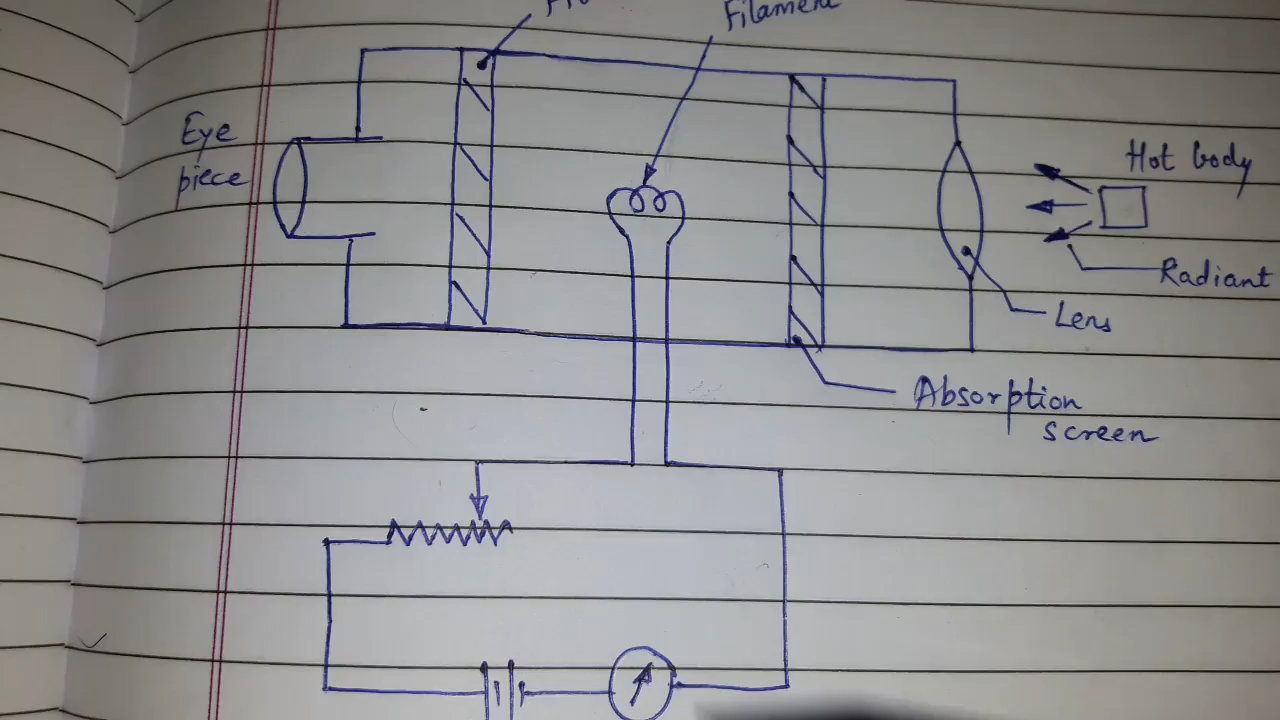 Filament
Eye
piece
Hot body
Radiant
Lens
Absorption
screen